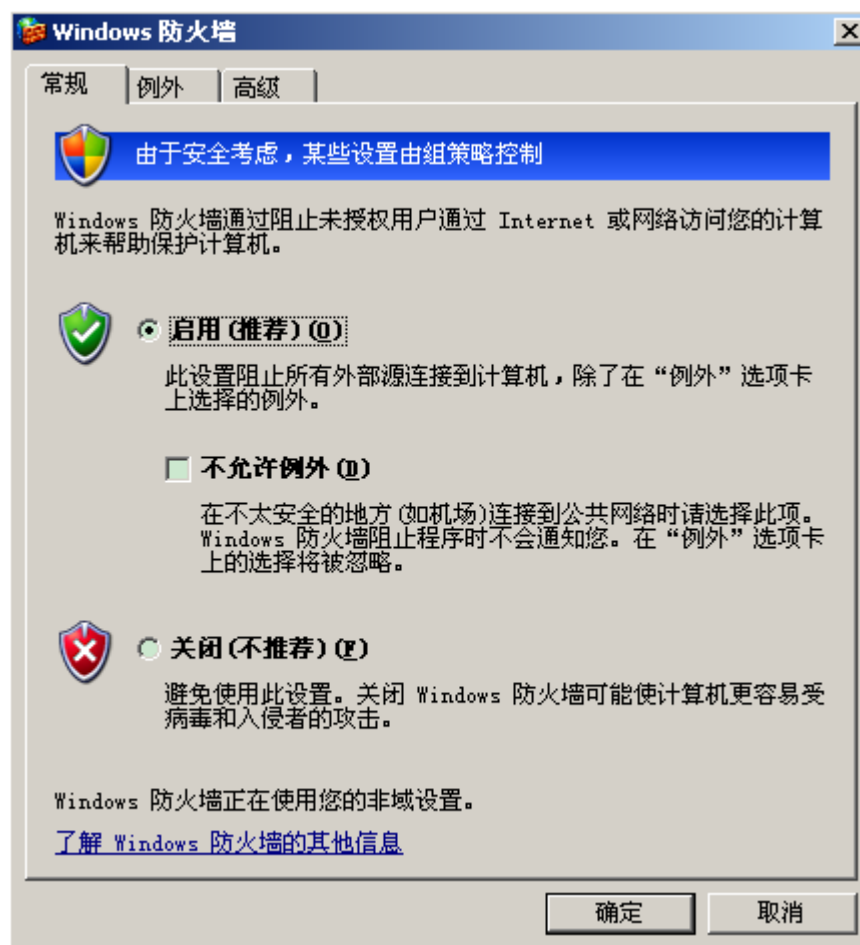 Windows 防火墙
常规 例外 高级
由于安全考虑，某些设置由组策略控制
Windows 防火墙通过阻止未授权用户通过 Internet 或网络访问您的计算
机来帮助保护计算机。
启用(推荐)(O)
此设置阻止所有外部源连接到计算机，除了在“例外”选项卡
上选择的例外。
不允许例外(D)
在不太安全的地方(如机场)连接到公共网络时请选择此项。
Windows 防火墙阻止程序时不会通知您。在“例外”选项卡
上的选择将被忽略。
关闭(不推荐)(F)
避免使用此设置。关闭 Windows 防火墙可能使计算机更容易受
病毒和入侵者的攻击。
Windows 防火墙正在使用您的非域设置。
了解 Windows 防火墙的其他信息
确定 取消